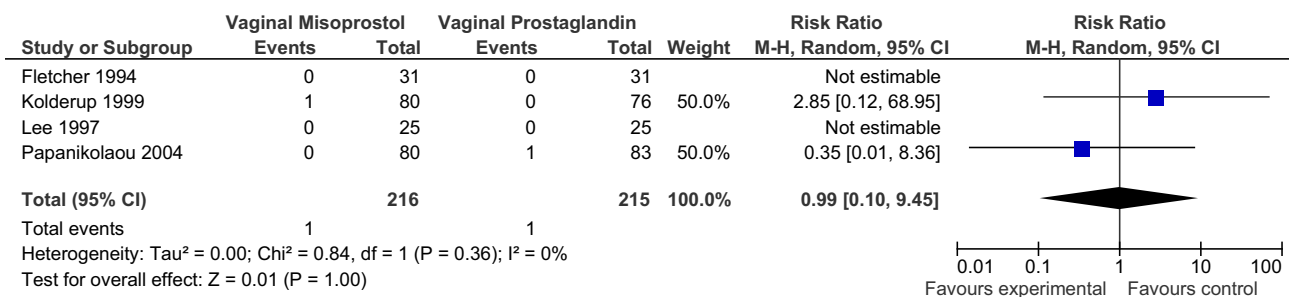 Vaginal Misoprostol Vaginal Prostaglandin Risk Ratio Risk Ratio
Study or Subgroup Events Total Events Total Weight M-H, Random, 95% CI M-H, Random, 95% CI
Fletcher 1994 0 31 0 31 Not estimable
Kolderup 1999 1 80 0 76 50.0% 2.85 [0.12, 68.95]
Lee 1997 0 25 0 25 Not estimable
Papanikolaou 2004 0 80 1 83 50.0% 0.35 [0.01, 8.36]
Total (95% CI) 216 215 100.0% 0.99 [0.10, 9.45]
Total events 1 1
Heterogeneity: Tau² = 0.00; Chi² = 0.84, df = 1 (P = 0.36); I² = 0%
Test for overall effect: Z = 0.01 (P = 1.00)
0.01 0.1 1 10 100
Favours experimental Favours control